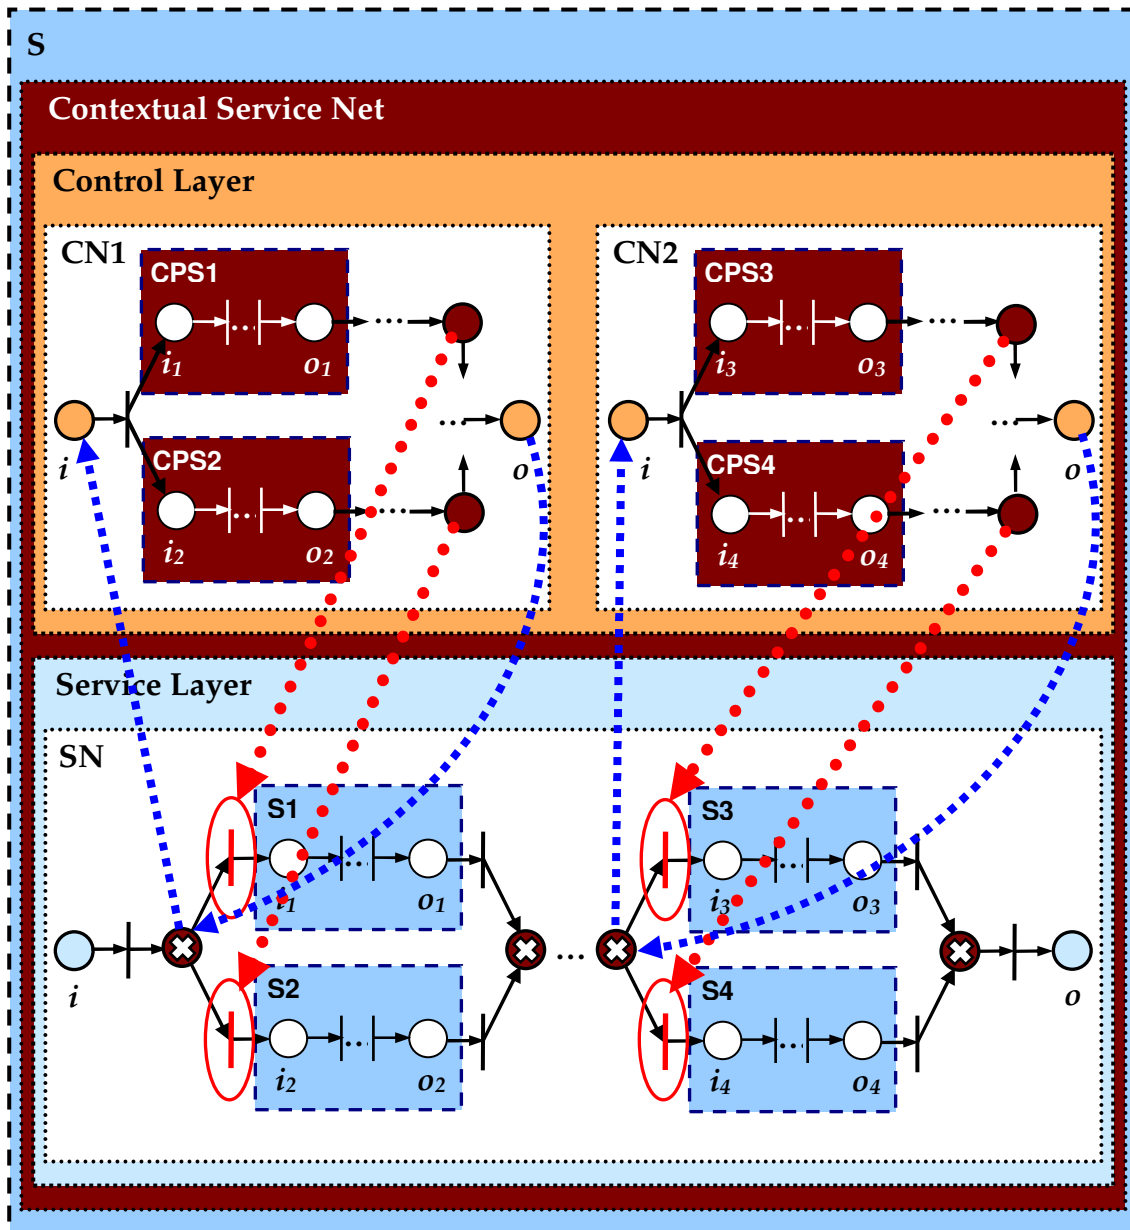 S
Contextual Service Net
Control Layer
CN1
CPS1
...
...
i1
o1
i
...
o
CPS2
...
...
i2
o2
CN2
CPS3
...
...
i3
o3
i
...
o
CPS4
...
...
i4
o4
Service Layer
SN
S1
...
i1
o1
S2
...
i2
o2
i
...
S3
...
i3
o3
S4
...
i4
o4
o